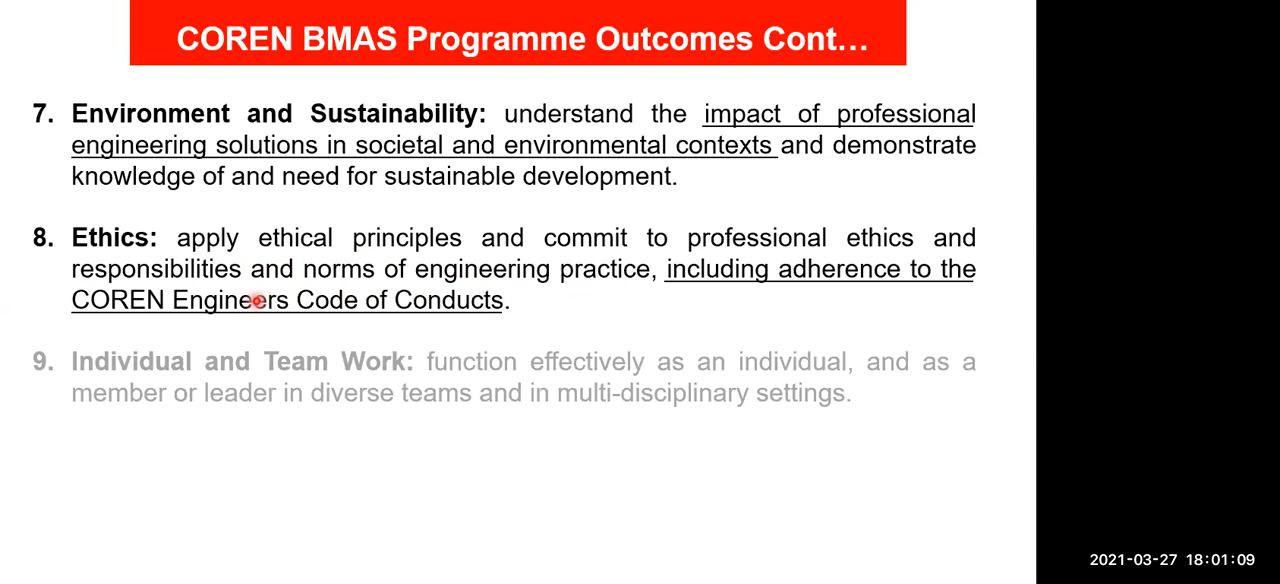 COREN BMAS Programme Outcomes Cont...
7. Environment and Sustainability: understand the impact of professional
engineering solutions in societal and environmental contexts and demonstrate
knowledge of and need for sustainable development.
8. Ethics: apply ethical principles and commit to professional ethics and
responsibilities and norms of engineering practice, including adherence to the
COREN Engineers Code of Conducts.
9. Individual and Team Work: function effectively as an individual, and as a
member or leader in diverse teams and in multi-disciplinary settings.
2021-03-27 18:01:09